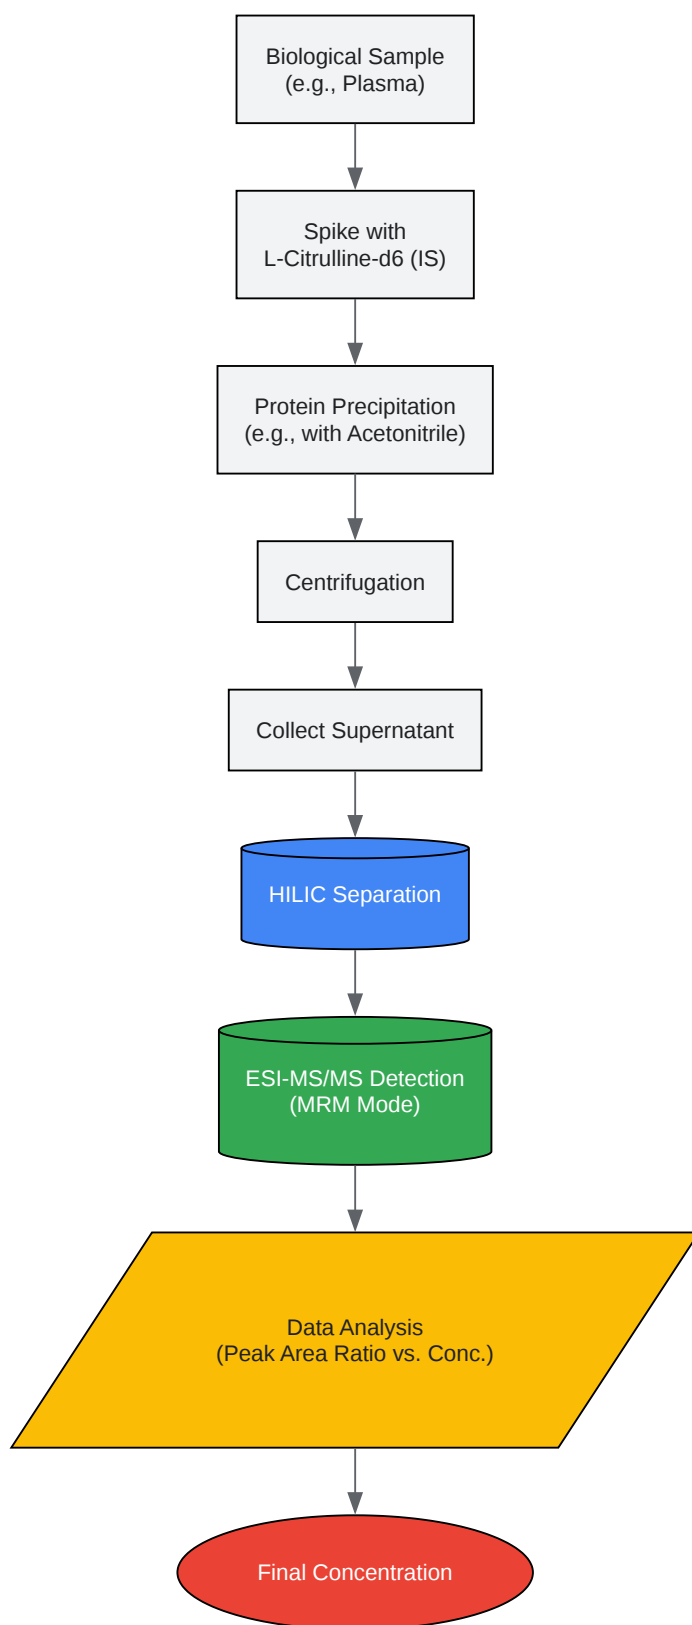 Biological Sample
(e.g., Plasma)
Spike with
L-Citrulline-d6 (IS)
Protein Precipitation
(e.g., with Acetonitrile)
Centrifugation
Collect Supernatant
HILIC Separation
ESI-MS/MS Detection
(MRM Mode)
Data Analysis
(Peak Area Ratio vs. Conc.)
Final Concentration